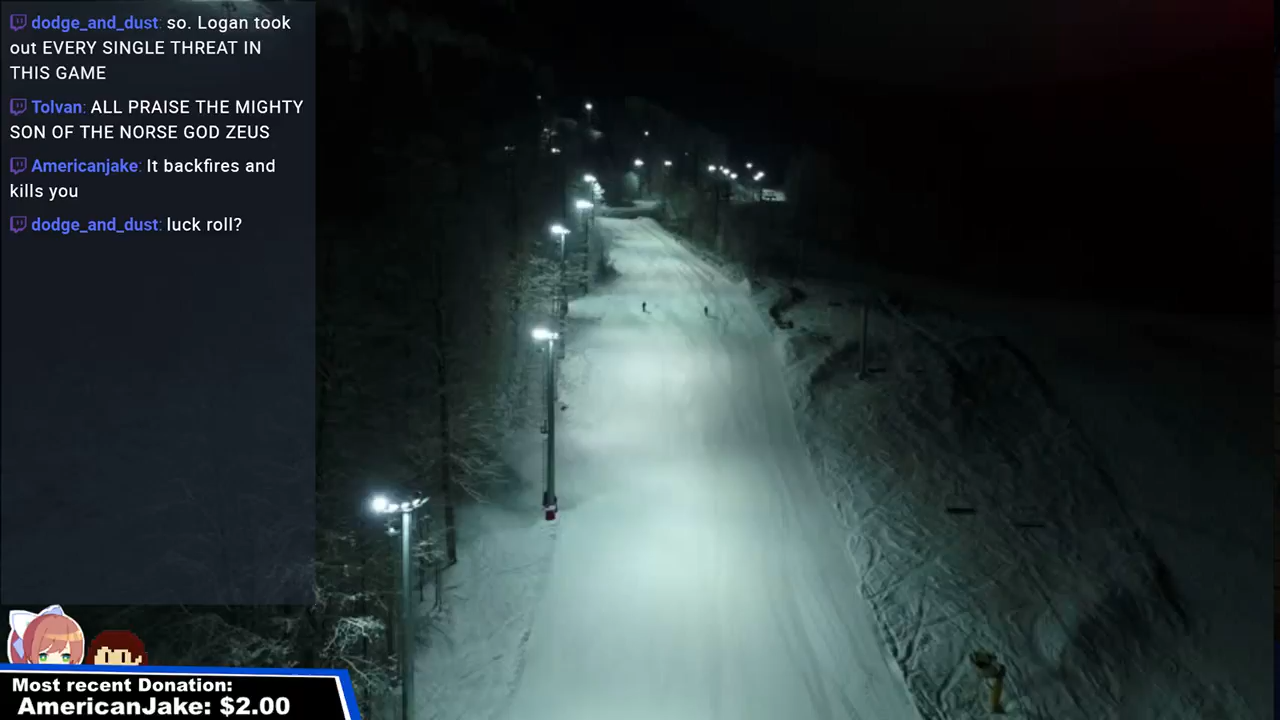 dodge_and_dust: so. Logan took
out EVERY SINGLE THREAT IN
THIS GAME
Tolvan: ALL PRAISE THE MIGHTY
SON OF THE NORSE GOD ZEUS
Americanjake: It backfires and
kills you
dodge_and_dust: luck roll?
Most recent Donation:
AmericanJake: $2.00